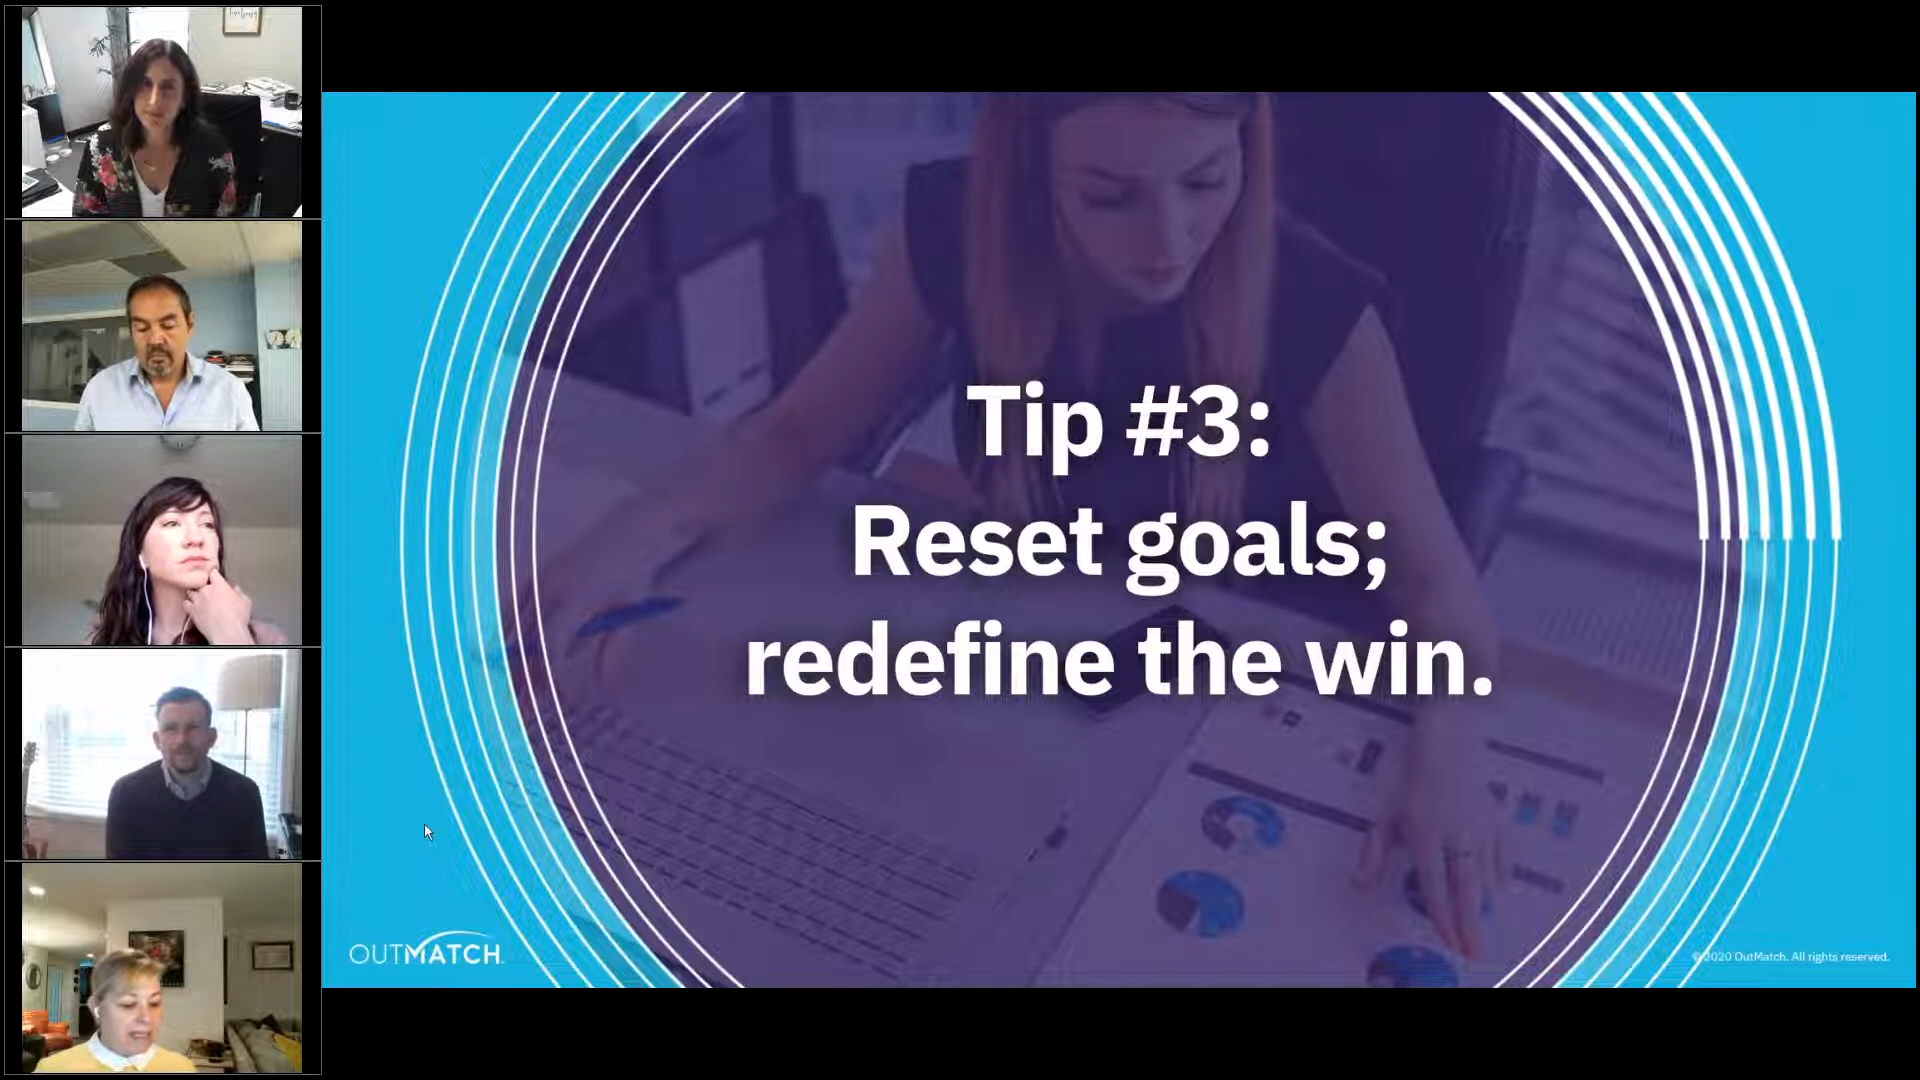 Tip #3:
Reset goals;
redefine the win.
OUTMATCH
© 2020 OutMatch. All rights reserved.